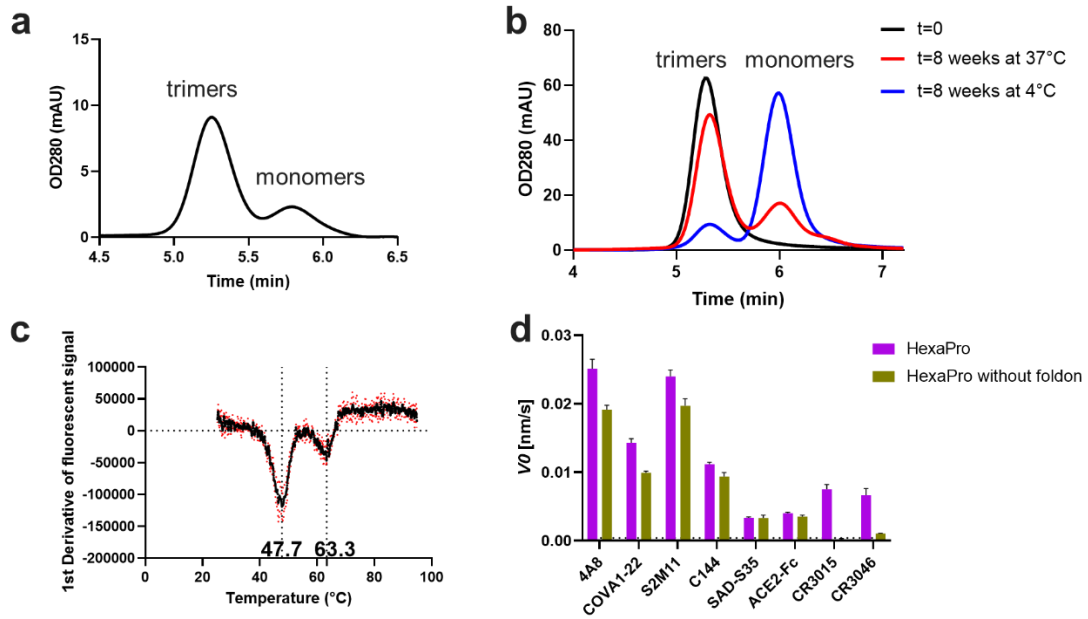 a
15
10
5
0
OD280 (mAU)
trimers
monomers
4.5 5.0 5.5 6.0 6.5
Time (min)
b
80
60
40
20
0
OD280 (mAU)
trimers monomers
4 5 6 7
Time (min)
t=0
t=8 weeks at 37°C
t=8 weeks at 4°C
c
100000
50000
0
-50000
-100000
-150000
-200000
1st Derivative of fluorescent signal
47.7 63.3
0 20 40 60 80 100
Temperature (°C)
d
0.03
0.02
0.01
0.00
V0 [nm/s]
HexaPro
HexaPro without foldon
4A8
COVA1-22
S2M11
C144
SAD-S35
ACE2-Fc
CR3015
CR3046